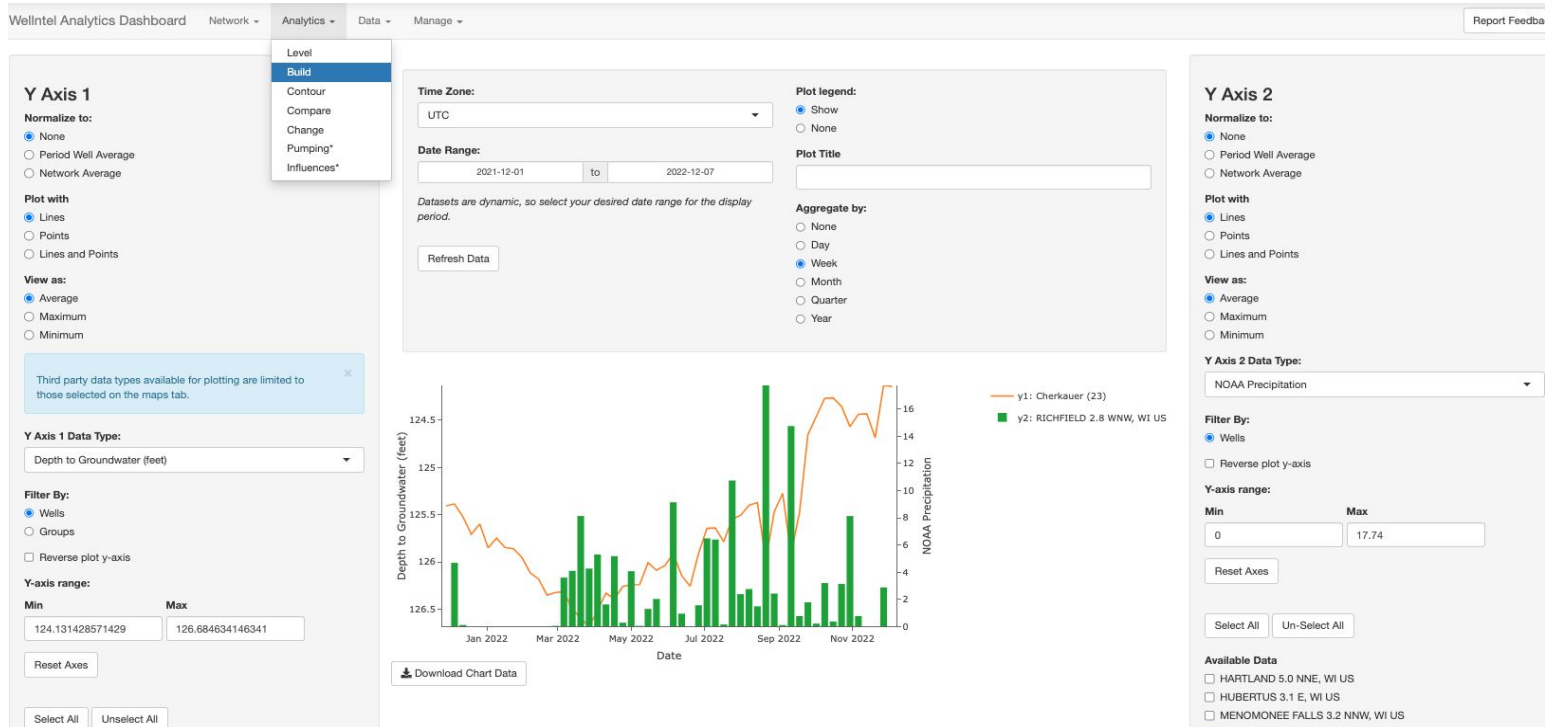 Wellntel Analytics Dashboard Network Analytics Data Manage
Level
Build
Contour
Compare
Change
Pumping*
Influences*
Y Axis 1
Normalize to:
None
Period Well Average
Network Average
Plot with
Lines
Points
Lines and Points
View as:
Average
Maximum
Minimum
Third party data types available for plotting are limited to
those selected on the maps tab.
×
Y Axis 1 Data Type:
Depth to Groundwater (feet)
Filter By:
Wells
Groups
Reverse plot y-axis
Y-axis range:
Min Max
124.131428571429 126.684634146341
Reset Axes
Select All Unselect All
Time Zone:
UTC
Date Range:
2021-12-01 to 2022-12-07
Datasets are dynamic, so select your desired date range for the display
period.
Refresh Data
Plot legend:
Show
None
Plot Title
Aggregate by:
None
Day
Week
Month
Quarter
Year
y1: Cherkauer (23)
y2: RICHFIELD 2.8 WNW, WI US
Depth to Groundwater (feet)
124.5
125
125.5
126
126.5
16
14
12
10
8
6
4
2
0
NOAA Precipitation
Jan 2022 Mar 2022 May 2022 Jul 2022 Sep 2022 Nov 2022
Date
Download Chart Data
Report Feedba
Y Axis 2
Normalize to:
None
Period Well Average
Network Average
Plot with
Lines
Points
Lines and Points
View as:
Average
Maximum
Minimum
Y Axis 2 Data Type:
NOAA Precipitation
Filter By:
Wells
Reverse plot y-axis
Y-axis range:
Min Max
0 17.74
Reset Axes
Select All Un-Select All
Available Data
HARTLAND 5.0 NNE, WI US
HUBERTUS 3.1 E, WI US
MENOMONEE FALLS 3.2 NNW, WI US